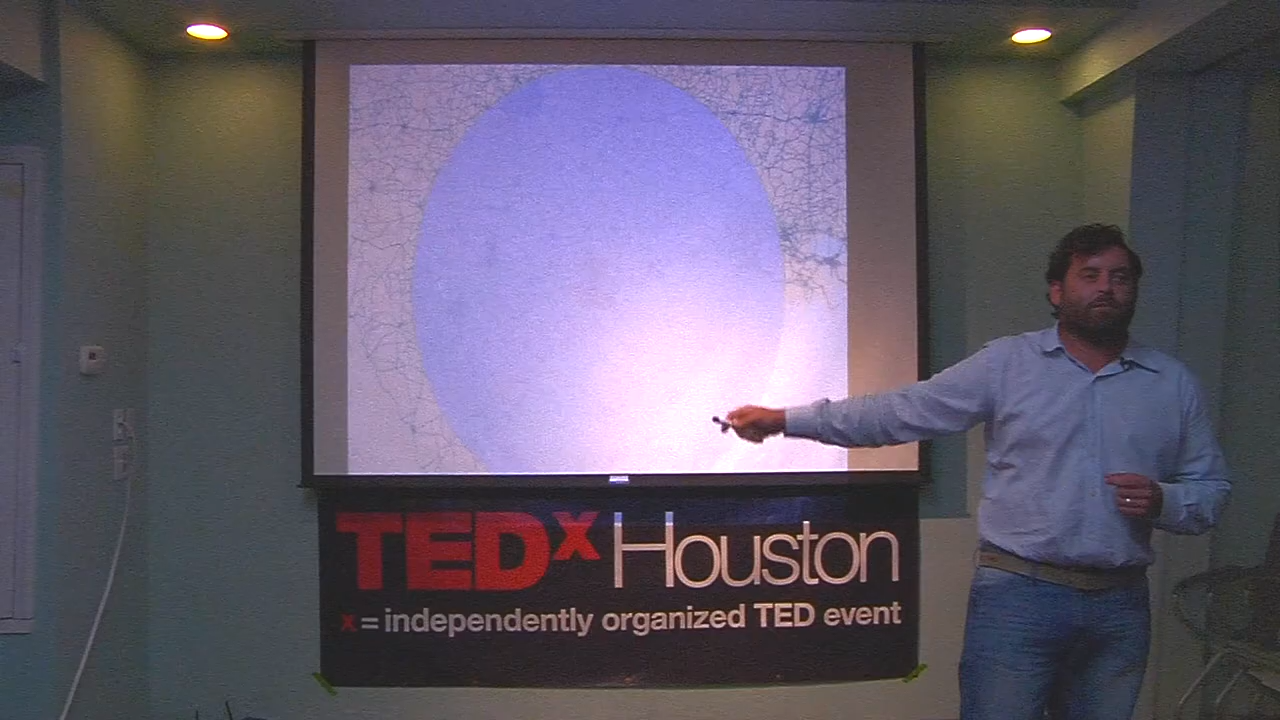 TEDx Houston
x = independently organized TED event